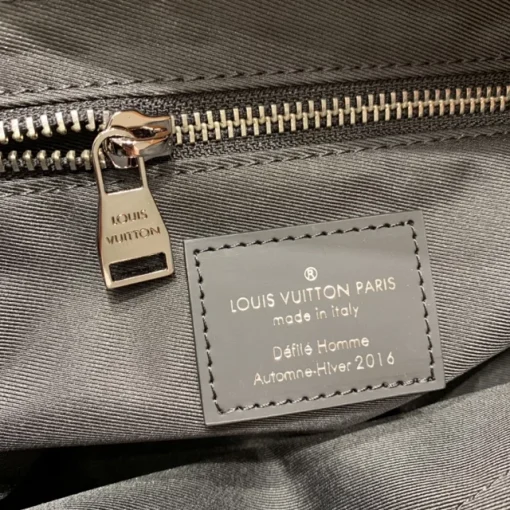 LOUIS
VUITTON
®
LOUIS VUITTON PARIS
made in italy
Défilé Homme
Automne-Hiver 2016